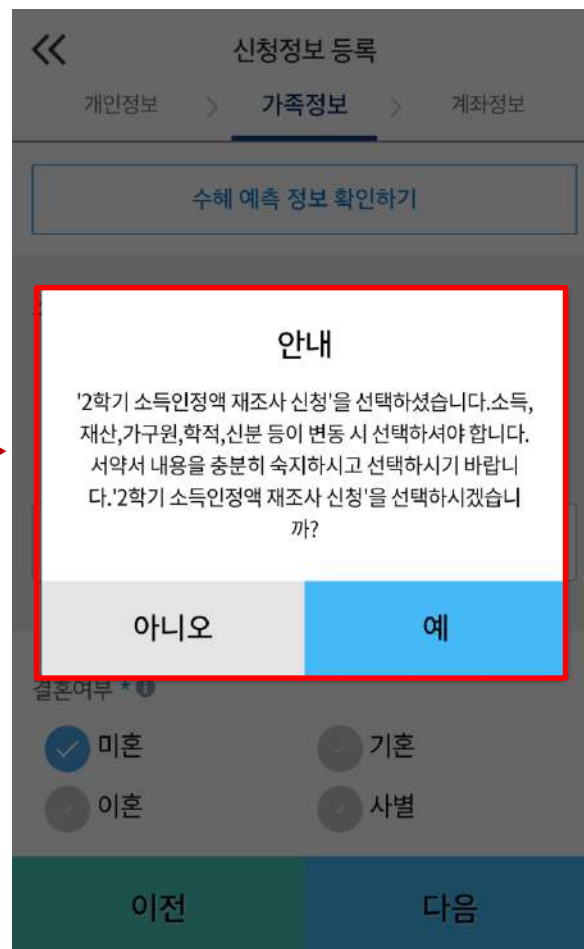 신청정보 등록
개인정보 > 가족정보 > 계좌정보
수혜 예측 정보 확인하기
안내
'2학기 소득인정액 재조사 신청'을 선택하셨습니다.소득,
재산,가구원,학적,신분 등이 변동 시 선택하셔야 합니다.
서약서 내용을 충분히 숙지하시고 선택하시기 바랍니
다.'2학기 소득인정액 재조사 신청'을 선택하시겠습니
까?
아니오 예
결혼여부 *
미혼 기혼
이혼 사별
이전 다음